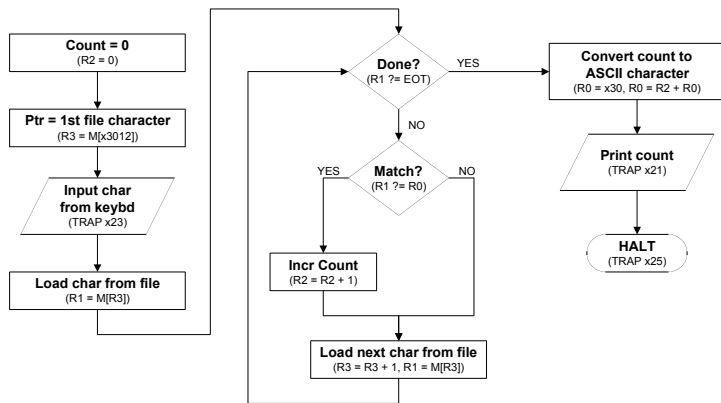 Count = 0
(R2 = 0)
Ptr = 1st file character
(R3 = M[x3012])
Input char
from keybd
(TRAP x23)
Load char from file
(R1 = M[R3])
Done?
(R1 ?= EOT)
YES
NO
Match?
(R1 ?= R0)
YES
NO
Incr Count
(R2 = R2 + 1)
Load next char from file
(R3 = R3 + 1, R1 = M[R3])
Convert count to
ASCII character
(R0 = x30, R0 = R2 + R0)
Print count
(TRAP x21)
HALT
(TRAP x25)